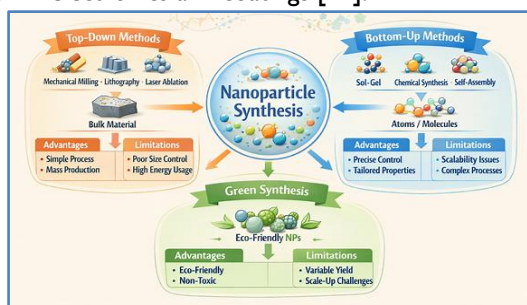 Top-Down Methods
Mechanical Milling - Lithography - Laser Ablation
Bulk Material
Advantages
• Simple Process
• Mass Production
Limitations
• Poor Size Control
• High Energy Usage
Nanoparticle
Synthesis
Bottom-Up Methods
Sol-Gel Chemical Synthesis - Self-Assembly
Atoms / Molecules
Advantages
• Precise Control
• Tailored Properties
Limitations
• Scalability Issues
• Complex Processes
Green Synthesis
Eco-Friendly NPs
Advantages
• Eco-Friendly
• Non-Toxic
Limitations
• Variable Yield
• Scale-Up Challenges